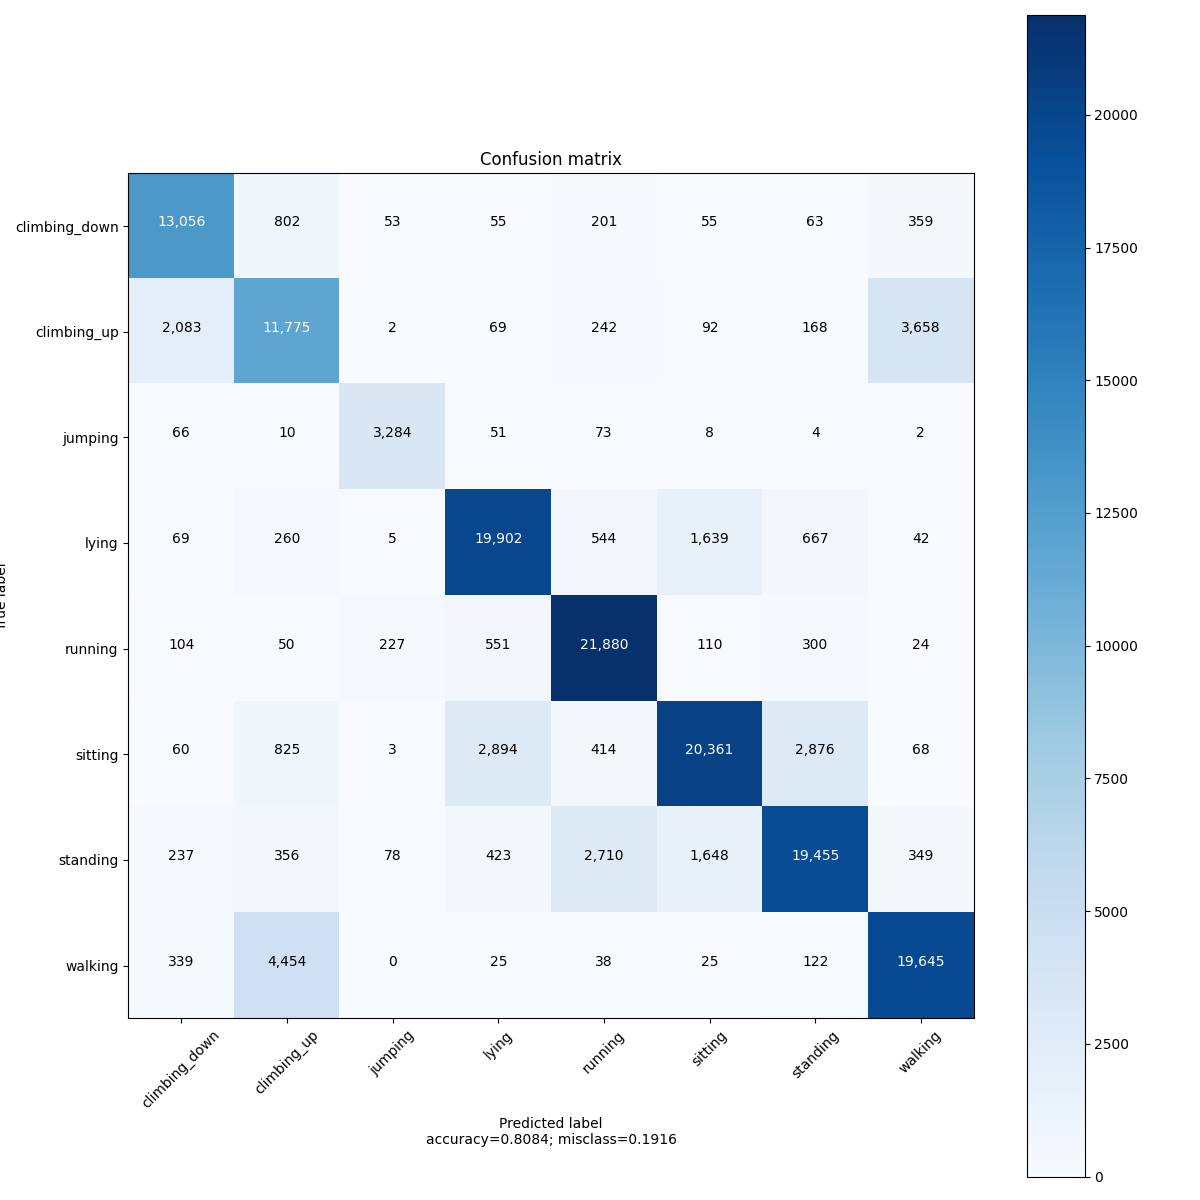 Confusion matrix
climbing_down 13,056 802 53 55 201 55 63 359
climbing_up 2,083 11,775 2 69 242 92 168 3,658
jumping 66 10 3,284 51 73 8 4 2
lying 69 260 5 19,902 544 1,639 667 42
running 104 50 227 551 21,880 110 300 24
sitting 60 825 3 2,894 414 20,361 2,876 68
standing 237 356 78 423 2,710 1,648 19,455 349
walking 339 4,454 0 25 38 25 122 19,645
climbing_down climbing_up jumping lying running sitting standing walking
Predicted label
accuracy=0.8084; misclass=0.1916
True label
20000
17500
15000
12500
10000
7500
5000
2500
0